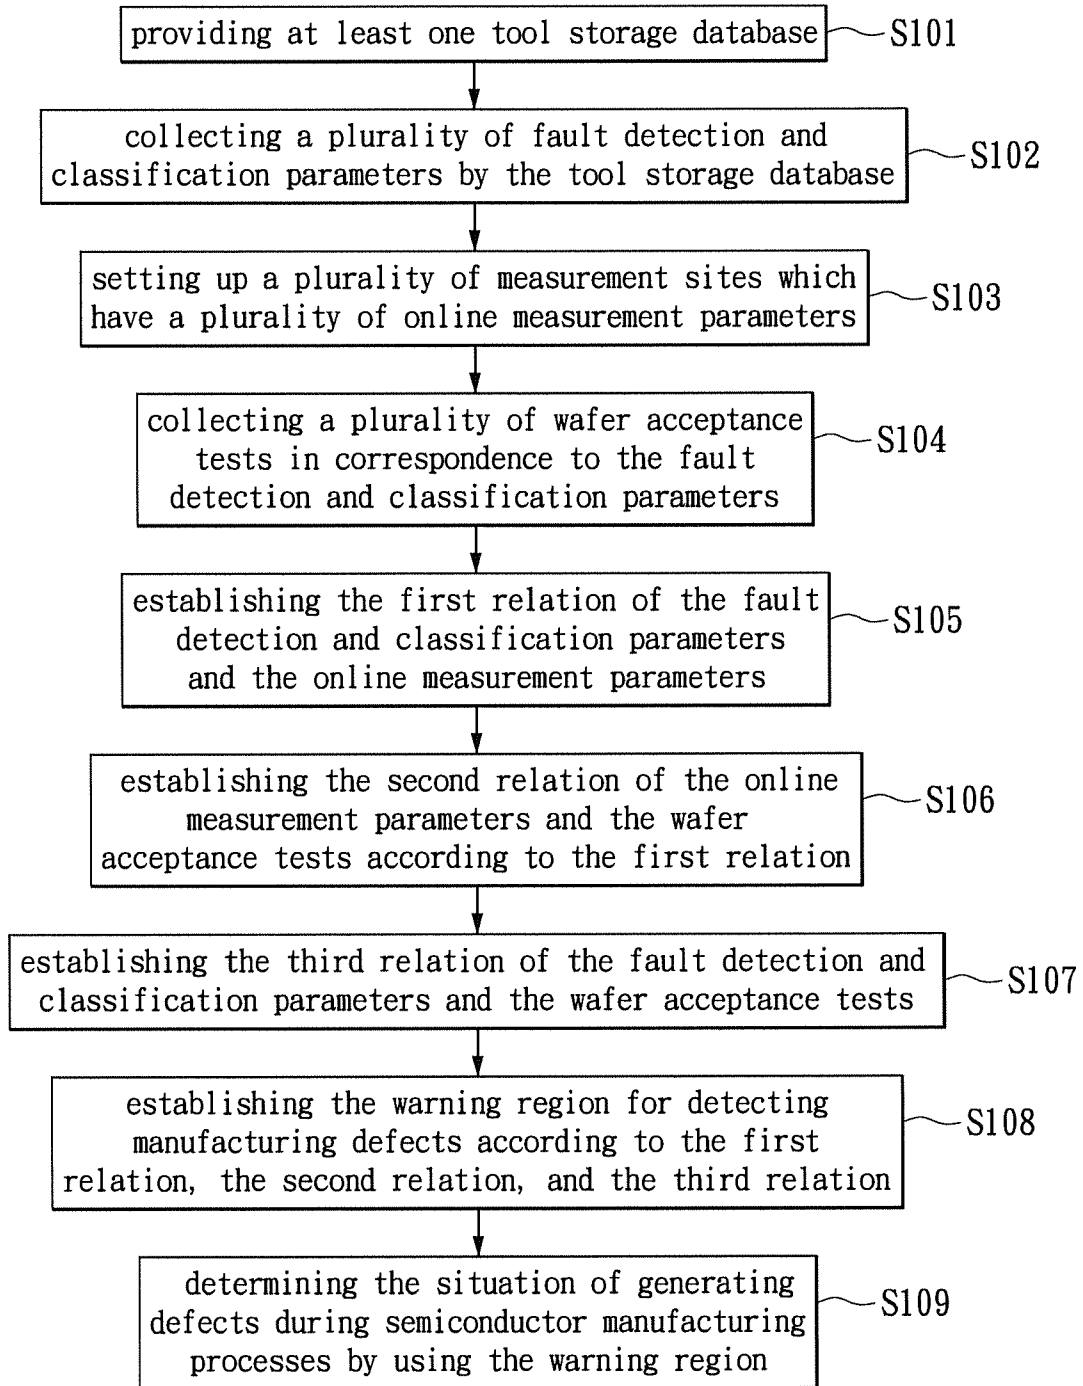 providing at least one tool storage database
S101
collecting a plurality of fault detection and
classification parameters by the tool storage database
S102
setting up a plurality of measurement sites which
have a plurality of online measurement parameters
S103
collecting a plurality of wafer acceptance
tests in correspondence to the fault
detection and classification parameters
S104
establishing the first relation of the fault
detection and classification parameters
and the online measurement parameters
S105
establishing the second relation of the online
measurement parameters and the wafer
acceptance tests according to the first relation
S106
establishing the third relation of the fault detection and
classification parameters and the wafer acceptance tests
S107
establishing the warning region for detecting
manufacturing defects according to the first
relation, the second relation, and the third relation
S108
determining the situation of generating
defects during semiconductor manufacturing
processes by using the warning region
S109